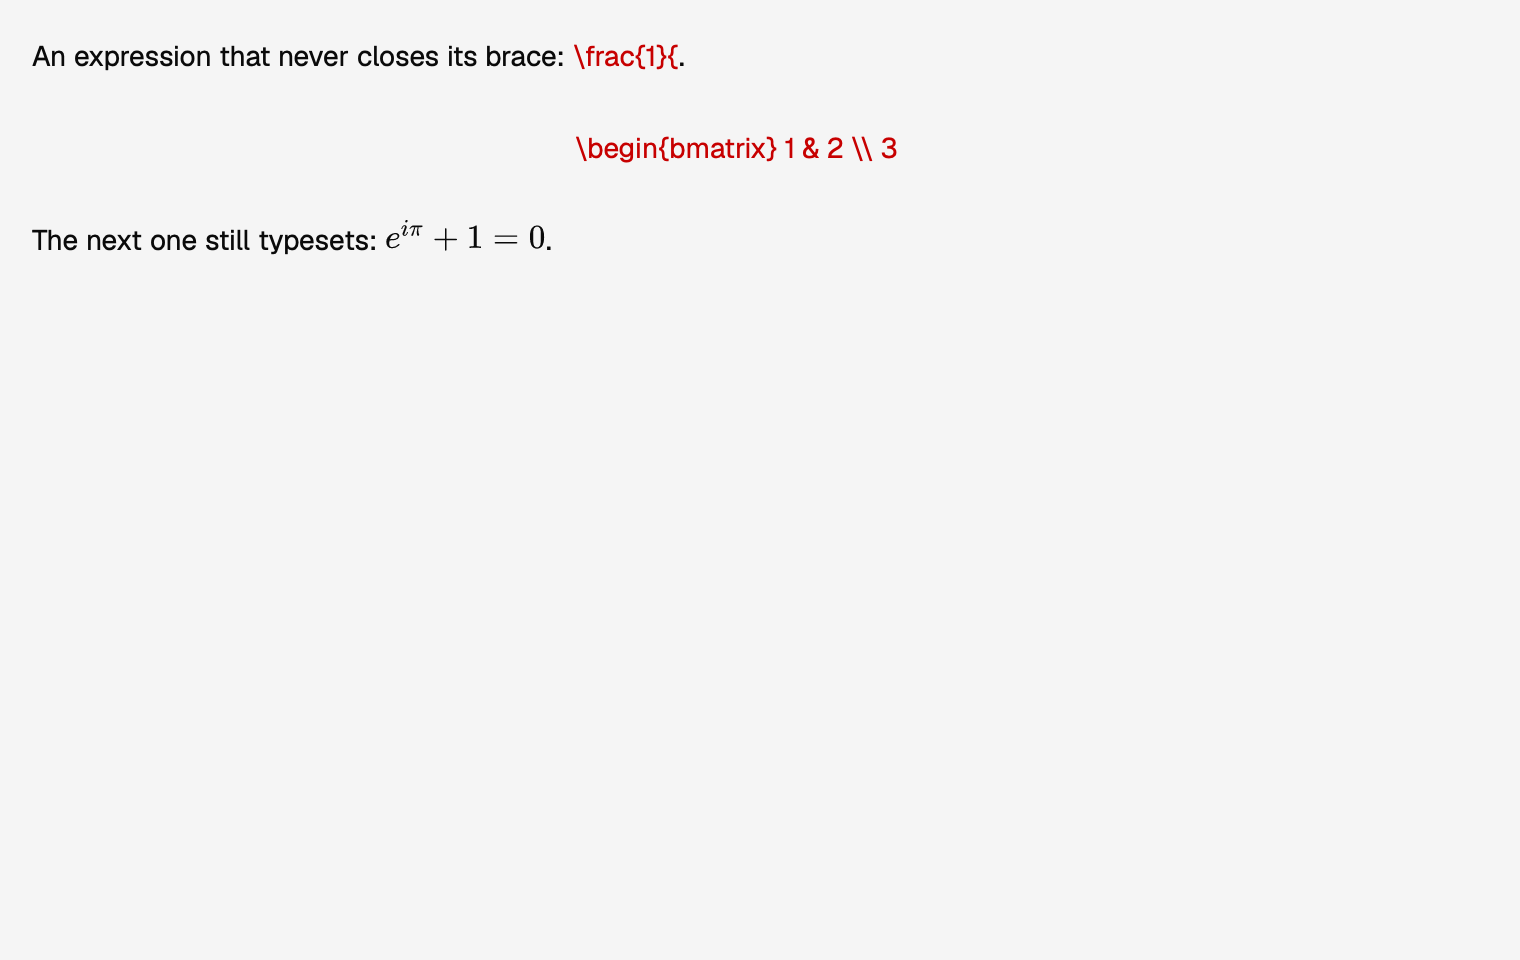 An expression that never closes its brace: \frac{1}{.
\begin{bmatrix} 1 & 2 \\ 3
The next one still typesets: $e^{i\pi} + 1 = 0$.